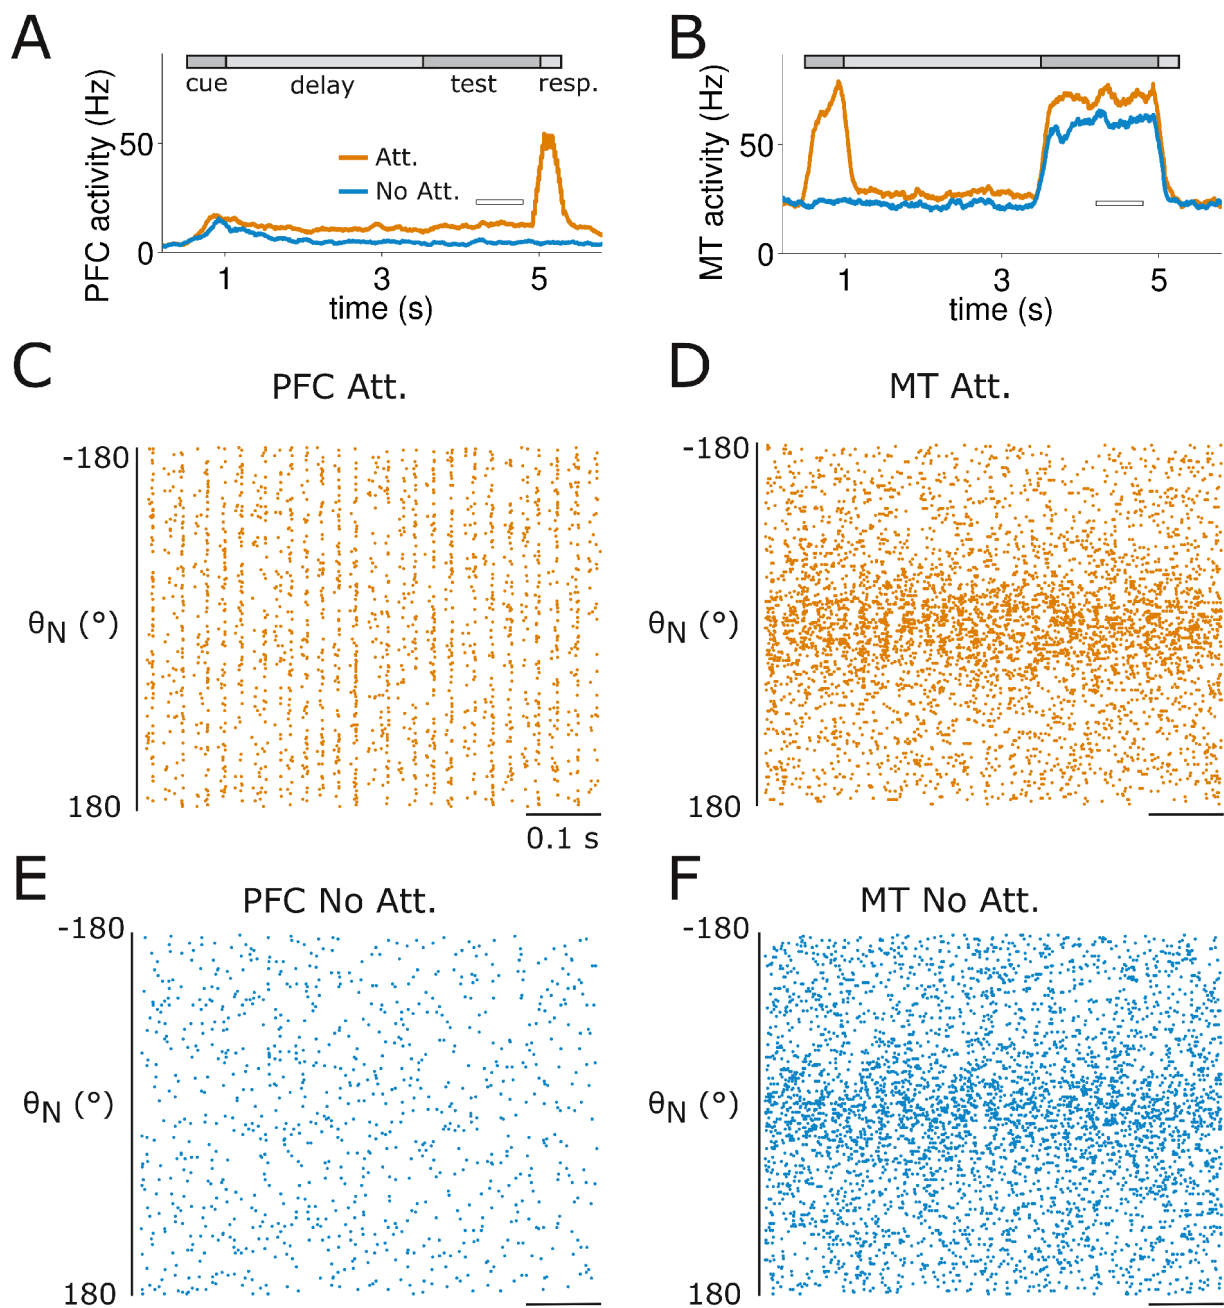 A
cue delay test resp.
PFC activity (Hz)
50
0
Att.
No Att.
1 3 5
time (s)
B
MT activity (Hz)
50
0
1 3 5
time (s)
C
PFC Att.
-180
θN (°)
180
0.1 s
D
MT Att.
-180
θN (°)
180
E
PFC No Att.
-180
θN (°)
180
F
MT No Att.
-180
θN (°)
180